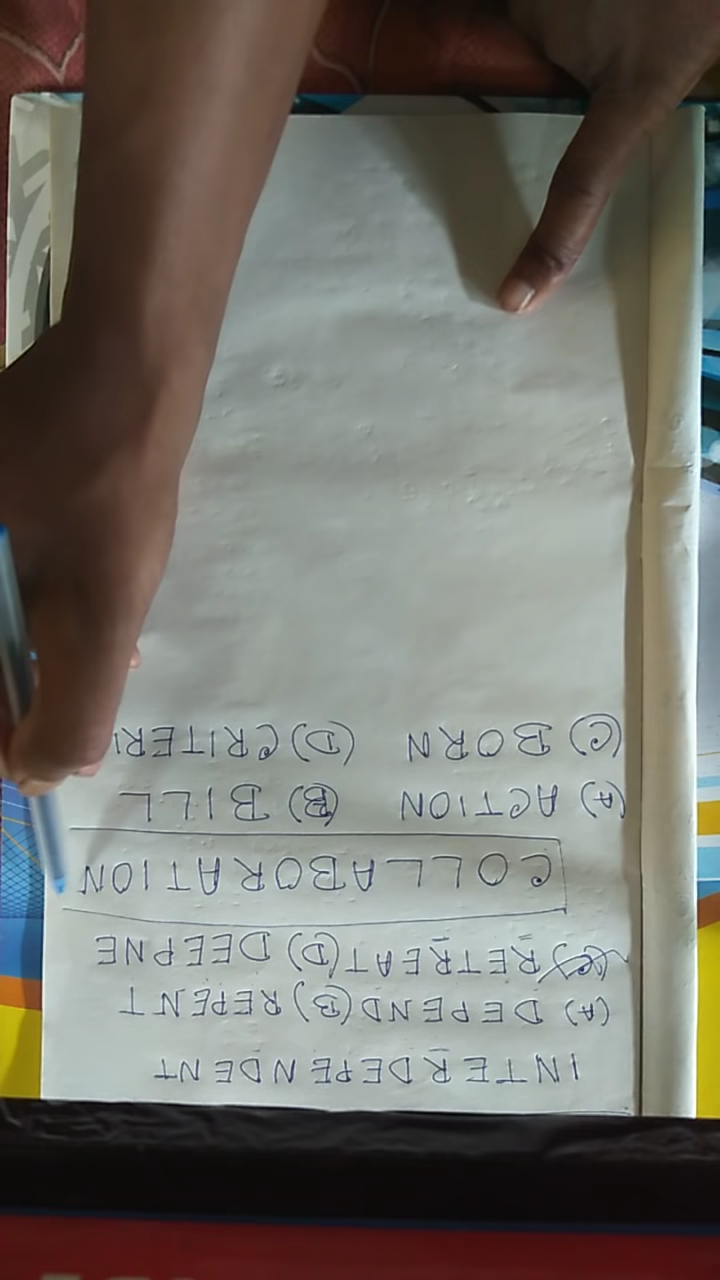 INTERDEPENDENT
(A) DEPEND (B) REPENT
(C) RETREAT (D) DEEPNE
COLLABORATION
(A) ACTION (B) BILL
(C) BORN (D) CRITERI